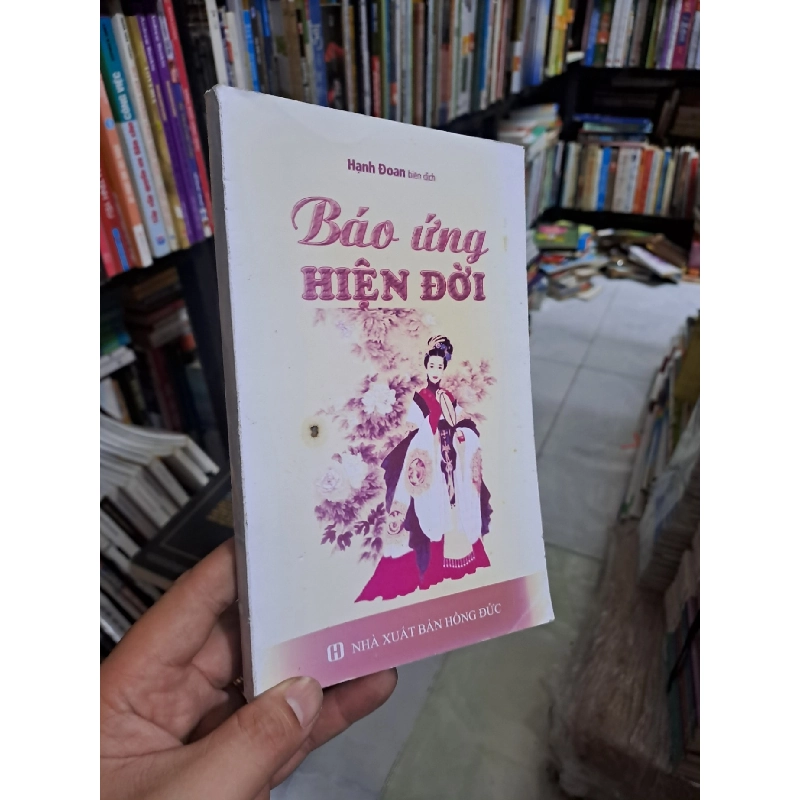 Hạnh Đoan biên dịch
Báo ứng
HIỆN ĐỜI
NHÀ XUẤT BẢN HỒNG ĐỨC